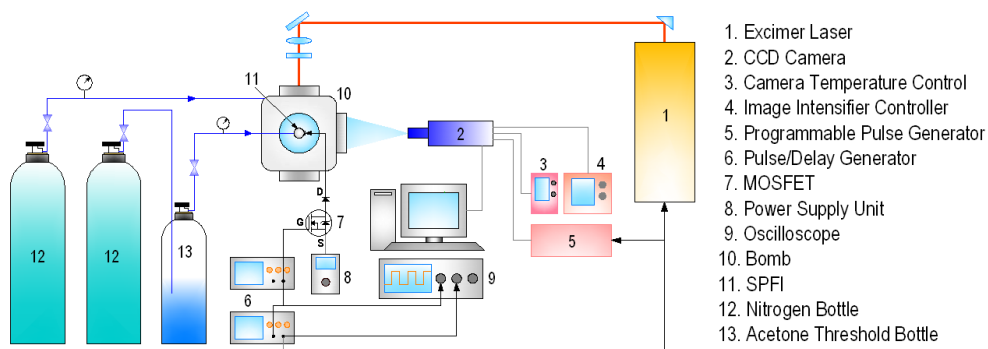 11
10
1
2
3
4
5
D
G
S
7
8
9
6
12
12
13
1. Excimer Laser
2. CCD Camera
3. Camera Temperature Control
4. Image Intensifier Controller
5. Programmable Pulse Generator
6. Pulse/Delay Generator
7. MOSFET
8. Power Supply Unit
9. Oscilloscope
10. Bomb
11. SPFI
12. Nitrogen Bottle
13. Acetone Threshold Bottle